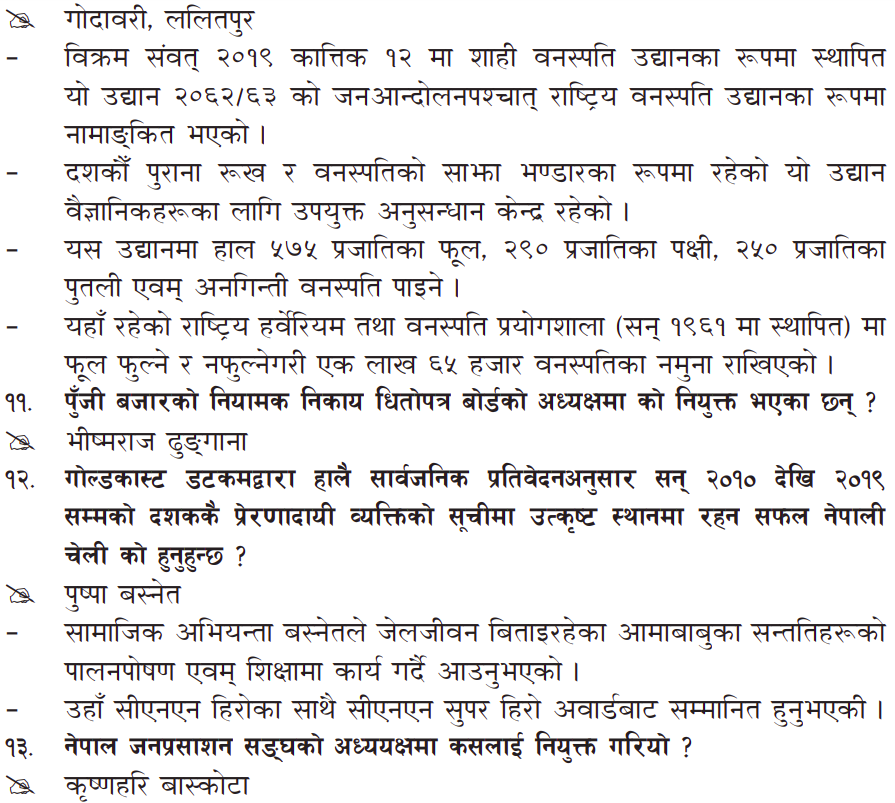 गोदावरी, ललितपुर
– विक्रम संवत् २०१९ कात्तिक १२ मा शाही वनस्पति उद्यानका रूपमा स्थापित
यो उद्यान २०६२/६३ को जनआन्दोलनपश्चात् राष्ट्रिय वनस्पति उद्यानका रूपमा
नामाङ्कित भएको ।
– दशकौँ पुराना रूख र वनस्पतिको साझा भण्डारका रूपमा रहेको यो उद्यान
वैज्ञानिकहरूका लागि उपयुक्त अनुसन्धान केन्द्र रहेको ।
– यस उद्यानमा हाल ५७५ प्रजातिका फूल, २९० प्रजातिका पक्षी, २५० प्रजातिका
पुतली एवम् अनगिन्ती वनस्पति पाइने ।
– यहाँ रहेको राष्ट्रिय हर्वेरियम तथा वनस्पति प्रयोगशाला (सन् १९६१ मा स्थापित) मा
फूल फुल्ने र नफुल्नेगरी एक लाख ६५ हजार वनस्पतिका नमुना राखिएको ।
११. पुँजी बजारको नियामक निकाय धितोपत्र बोर्डको अध्यक्षमा को नियुक्त भएका छन् ?
भीष्मराज ढुङ्गाना
१२. गोल्डकास्ट डटकमद्वारा हालै सार्वजनिक प्रतिवेदनअनुसार सन् २०१० देखि २०१९
सम्मको दशककै प्रेरणादायी व्यक्तिको सूचीमा उत्कृष्ट स्थानमा रहन सफल नेपाली
चेली को हुनुहुन्छ ?
पुष्पा बस्नेत
– सामाजिक अभियन्ता बस्नेतले जेलजीवन बिताइरहेका आमाबाबुका सन्ततिहरूको
पालनपोषण एवम् शिक्षामा कार्य गर्दै आउनुभएको ।
– उहाँ सीएनएन हिरोका साथै सीएनएन सुपर हिरो अवार्डबाट सम्मानित हुनुभएकी ।
१३. नेपाल जनप्रसाशन सङ्घको अध्ययक्षमा कसलाई नियुक्त गरियो ?
कृष्णहरि बास्कोटा